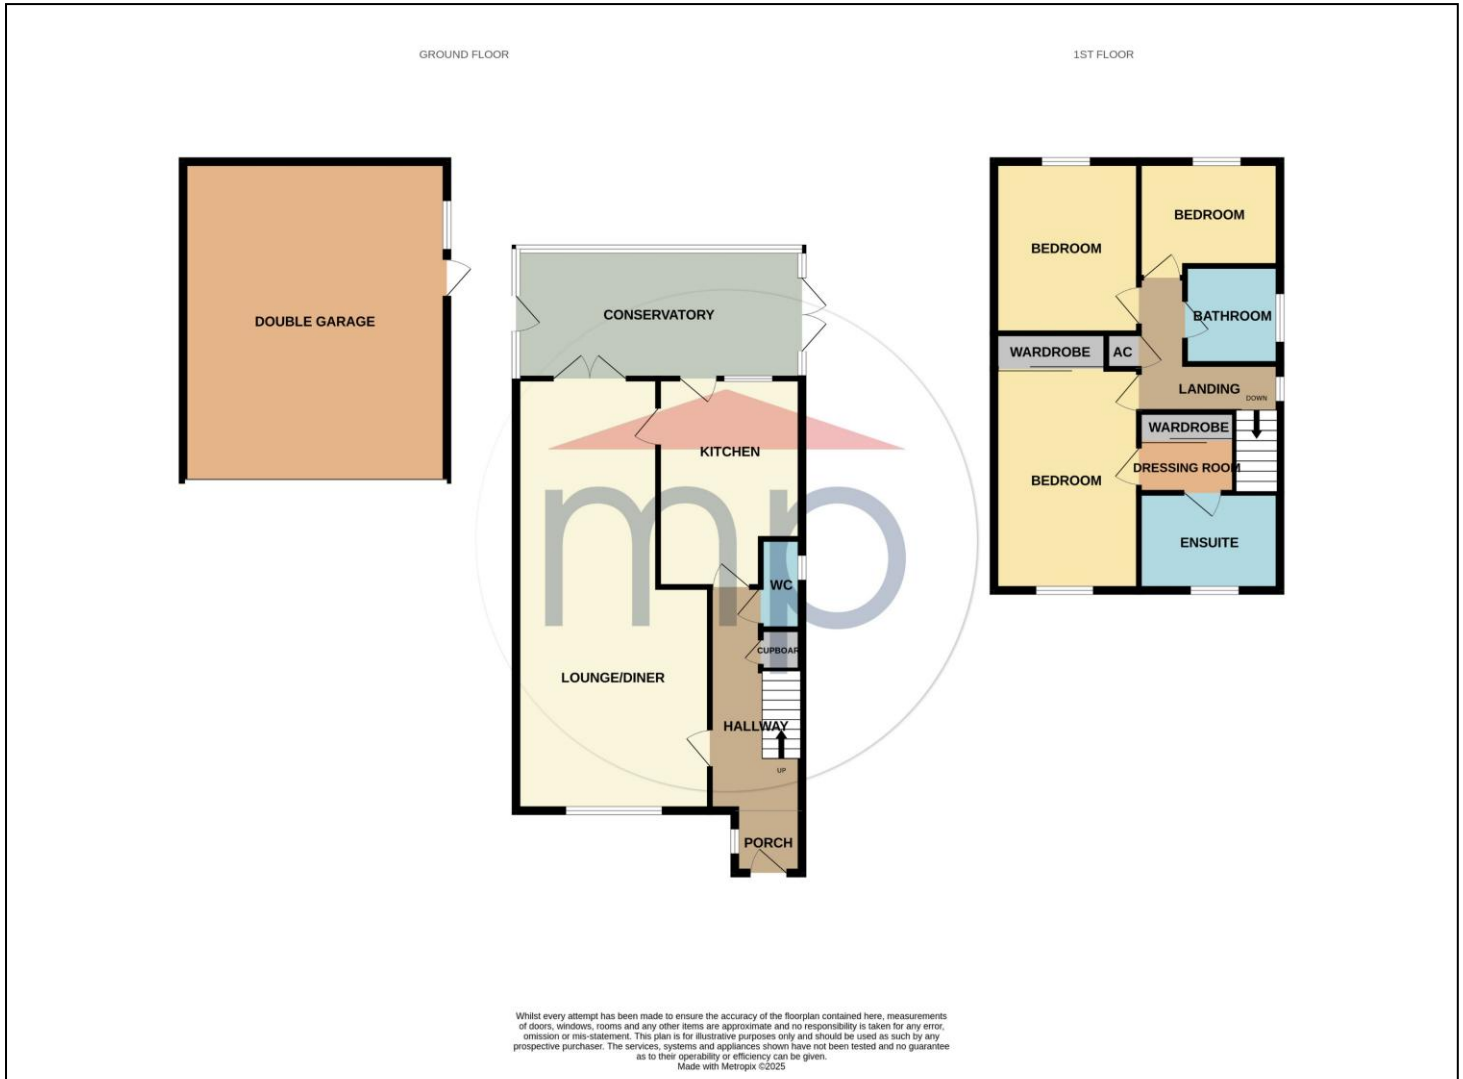 GROUND FLOOR
1ST FLOOR
DOUBLE GARAGE
CONSERVATORY
KITCHEN
WC
CUPBOAR
LOUNGE/DINER
HALLWAY
UP
PORCH
BEDROOM
BEDROOM
BATHROOM
WARDROBE
AC
LANDING
DOWN
WARDROBE
DRESSING ROOM
BEDROOM
ENSUITE
mp
Whilst every attempt has been made to ensure the accuracy of the floorplan contained here, measurements
of doors, windows, rooms and any other items are approximate and no responsibility is taken for any error,
omission or mis-statement. This plan is for illustrative purposes only and should be used as such by any
prospective purchaser. The services, systems and appliances shown have not been tested and no guarantee
as to their operability or efficiency can be given.
Made with Metropix ©2025